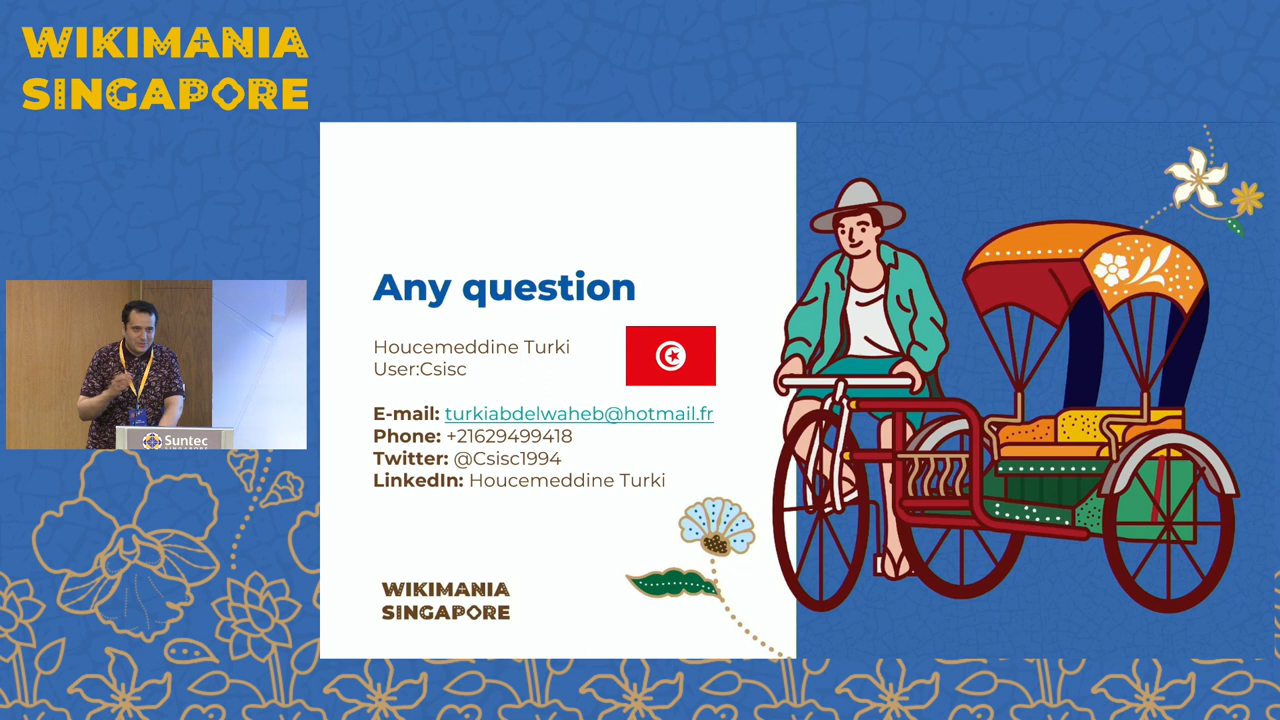 WIKIMANIA
SINGAPORE
Any question
Houcemeddine Turki
User:Csisc
E-mail: turkiabdelwaheb@hotmail.fr
Phone: +21629499418
Twitter: @Csisc1994
LinkedIn: Houcemeddine Turki
Suntec
SINGAPORE
WIKIMANIA
SINGAPORE